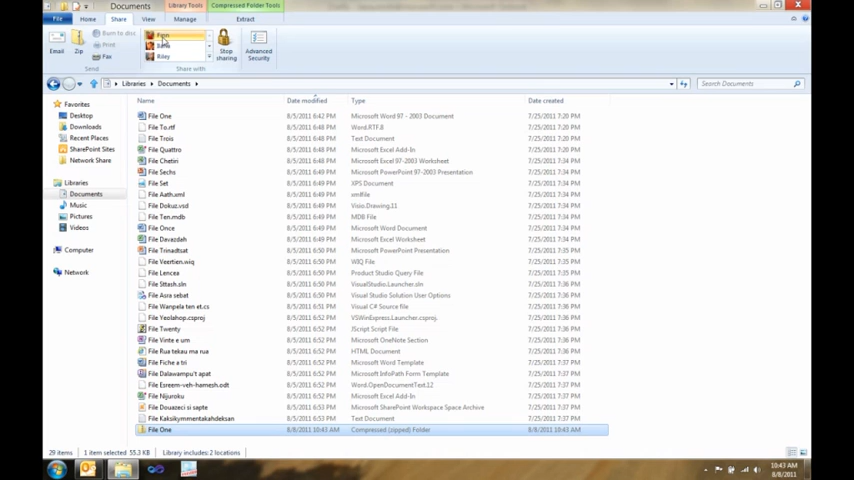 Documents
Library Tools
Compressed Folder Tools
File
Home
Share
View
Manage
Extract
Email
Zip
Burn to disc
Print
Fax
Send
Riley
Share with
Stop sharing
Advanced Security
Libraries
Documents
Search Documents
Name Date modified Type Date created
Favorites
Desktop
Downloads
Recent Places
SharePoint Sites
Network Share
Libraries
Documents
Music
Pictures
Videos
Computer
Network
File One 8/5/2011 6:42 PM Microsoft Word 97 - 2003 Document 7/25/2011 7:20 PM
File To.rtf 8/5/2011 6:43 PM Word.RTF.8 7/25/2011 7:20 PM
File Trois 8/5/2011 6:43 PM Text Document 7/25/2011 7:20 PM
File Quattro 8/5/2011 6:49 PM Microsoft Excel Add-In 7/25/2011 7:20 PM
File Chetiri 8/5/2011 6:49 PM Microsoft Excel 97-2003 Worksheet 7/25/2011 7:34 PM
File Sechs 8/5/2011 6:49 PM Microsoft PowerPoint 97-2003 Presentation 7/25/2011 7:34 PM
File Set 8/5/2011 6:49 PM XPS Document 7/25/2011 7:34 PM
File Aath.xml 8/5/2011 6:49 PM xmlfile 7/25/2011 7:34 PM
File Dokuz.vsd 8/5/2011 6:49 PM Visio.Drawing.11 7/25/2011 7:34 PM
File Ten.mdb 8/5/2011 6:49 PM MDB File 7/25/2011 7:34 PM
File Once 8/5/2011 6:49 PM Microsoft Word Document 7/25/2011 7:34 PM
File Davazdah 8/5/2011 6:49 PM Microsoft Excel Worksheet 7/25/2011 7:34 PM
File Trinadtsat 8/5/2011 6:50 PM Microsoft PowerPoint Presentation 7/25/2011 7:35 PM
File Veertien.wiq 8/5/2011 6:50 PM WIQ File 7/25/2011 7:35 PM
File Lencea 8/5/2011 6:50 PM Product Studio Query File 7/25/2011 7:35 PM
File Sttash.sln 8/5/2011 6:50 PM VisualStudio.Launcher.sln 7/25/2011 7:35 PM
File Asra sebat 8/5/2011 6:50 PM Visual Studio Solution User Options 7/25/2011 7:35 PM
File Wanpela ten et.cs 8/5/2011 6:52 PM Visual C# Source File 7/25/2011 7:36 PM
File Yeolahop.csproj 8/5/2011 6:52 PM VSWinExpress.Launcher.csproj. 7/25/2011 7:36 PM
File Twenty 8/5/2011 6:52 PM JScript Script File 7/25/2011 7:36 PM
File Vinte e um 8/5/2011 6:52 PM Microsoft OneNote Section 7/25/2011 7:36 PM
File Rua tekau ma rua 8/5/2011 6:52 PM HTML Document 7/25/2011 7:36 PM
File Fiche a tri 8/5/2011 6:52 PM Microsoft Word Template 7/25/2011 7:36 PM
File Dalawampu't apat 8/5/2011 6:52 PM Microsoft InfoPath Form Template 7/25/2011 7:36 PM
File Esreem-veh-hamesh.odt 8/5/2011 6:52 PM Word.OpenDocumentText.12 7/25/2011 7:36 PM
File Nijuroku 8/5/2011 6:52 PM Microsoft Excel Add-In 7/25/2011 7:36 PM
File Douazeci si sapte 8/5/2011 6:52 PM Microsoft SharePoint Workspace Space Archive 7/25/2011 7:36 PM
File Kaksikymmentakahdeksan 8/5/2011 6:52 PM Text Document 7/25/2011 7:36 PM
File One 8/8/2011 10:43 AM Compressed (zipped) Folder 8/8/2011 10:43 AM
29 items 1 item selected 55.3 KB Library includes: 2 locations
10:43 AM
8/8/2011